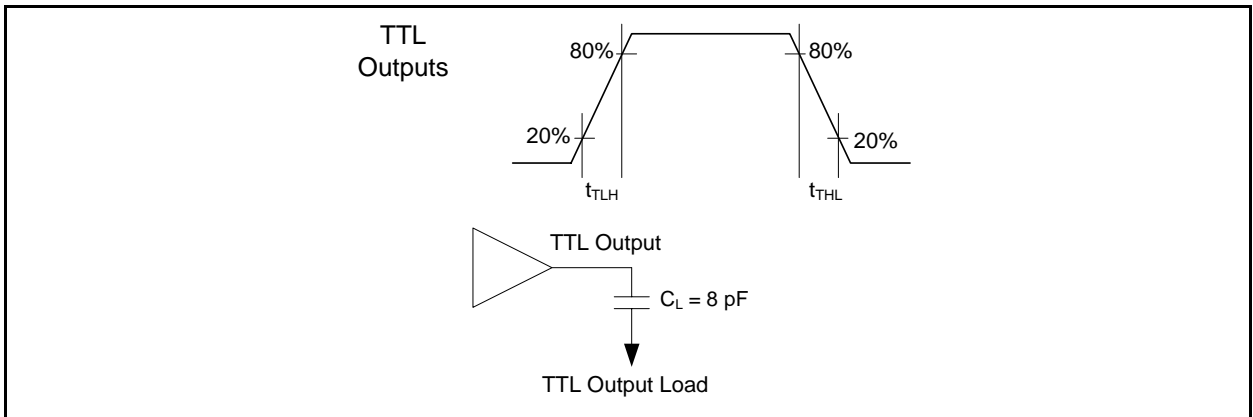 TTL
Outputs
80%
80%
20%
20%
tTLH
tTHL
TTL Output
CL = 8 pF
TTL Output Load